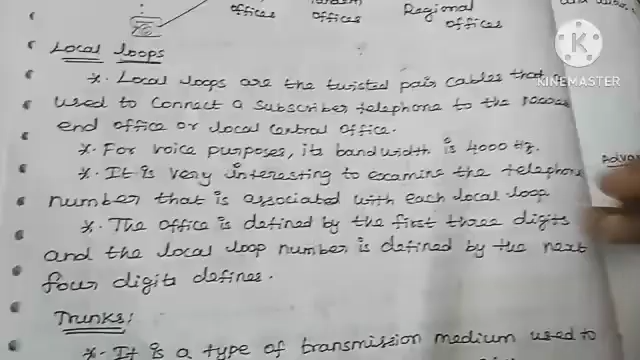 offices
offices
Regional
offices
Local loops
*. Local loops are the twisted pair cables that
used to connect a subscriber telephone to the
end office or local central office.
*. For voice purposes, its bandwidth is 4000 Hz.
*. It is very interesting to examine the telephone
number that is associated with each local loop
*. The office is defined by the first three digits
and the local loop number is defined by the next
four digits defines.
Trunks:
*. It is a type of transmission medium used to
K
KINEMASTER